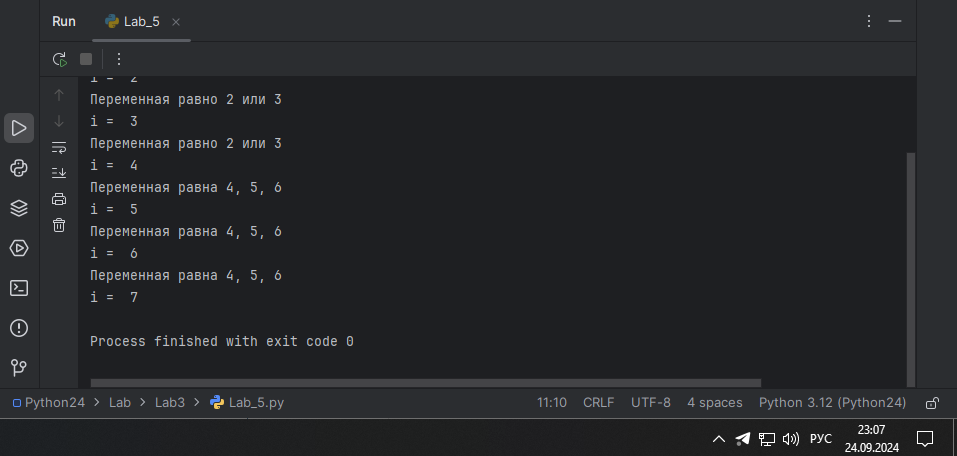 Run Lab_5
i =  2
Переменная равно 2 или 3
i =  3
Переменная равно 2 или 3
i =  4
Переменная равна 4, 5, 6
i =  5
Переменная равна 4, 5, 6
i =  6
Переменная равна 4, 5, 6
i =  7
Process finished with exit code 0
Python24 > Lab > Lab3 > Lab_5.py 11:10 CRLF UTF-8 4 spaces Python 3.12 (Python24)
РУС 23:07
24.09.2024